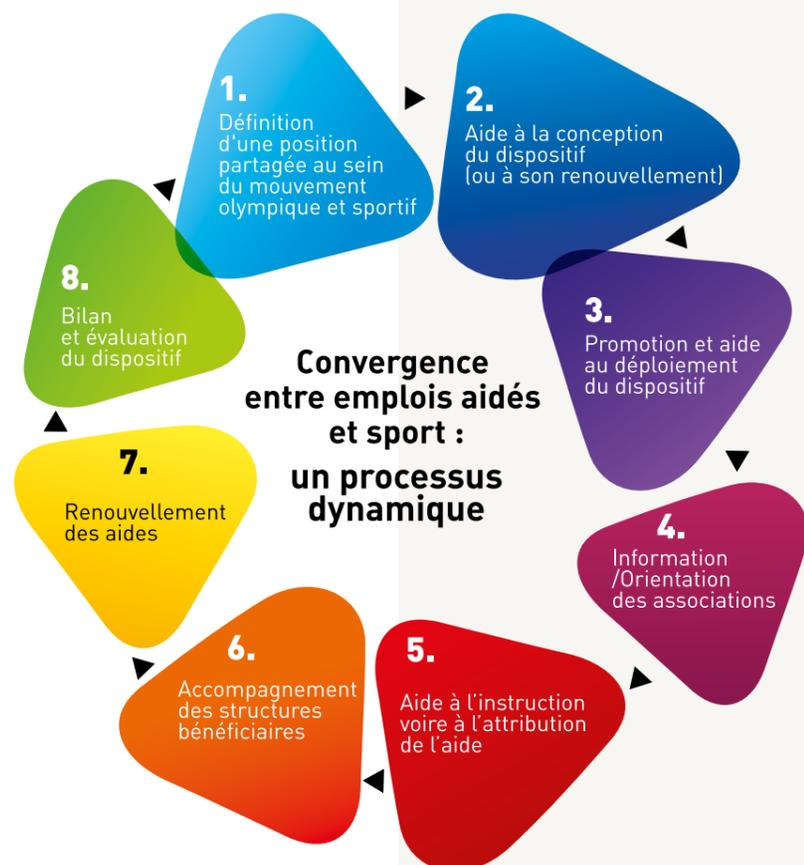 1.
Définition
d'une position
partagée au sein
du mouvement
olympique et sportif
2.
Aide à la conception
du dispositif
(ou à son renouvellement)
3.
Promotion et aide
au déploiement
du dispositif
4.
Information
/Orientation
des associations
5.
Aide à l'instruction
voire à l'attribution
de l'aide
6.
Accompagnement
des structures
bénéficiaires
7.
Renouvellement
des aides
8.
Bilan
et évaluation
du dispositif
Convergence
entre emplois aidés
et sport :
un processus
dynamique